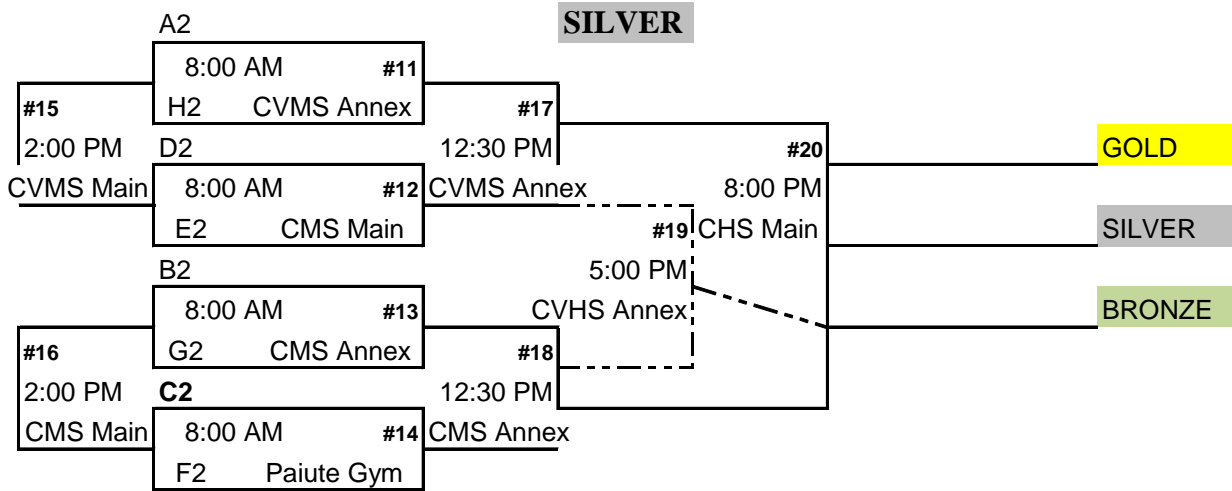 A2 SILVER
8:00 AM #11
#15 H2 CVMS Annex #17
2:00 PM D2 12:30 PM #20 GOLD
CVMS Main 8:00 AM #12 CVMS Annex 8:00 PM
E2 CMS Main #19 CHS Main SILVER
B2 5:00 PM
8:00 AM #13 CVHS Annex BRONZE
#16 G2 CMS Annex #18
2:00 PM C2 12:30 PM
CMS Main 8:00 AM #14 CMS Annex
F2 Paiute Gym